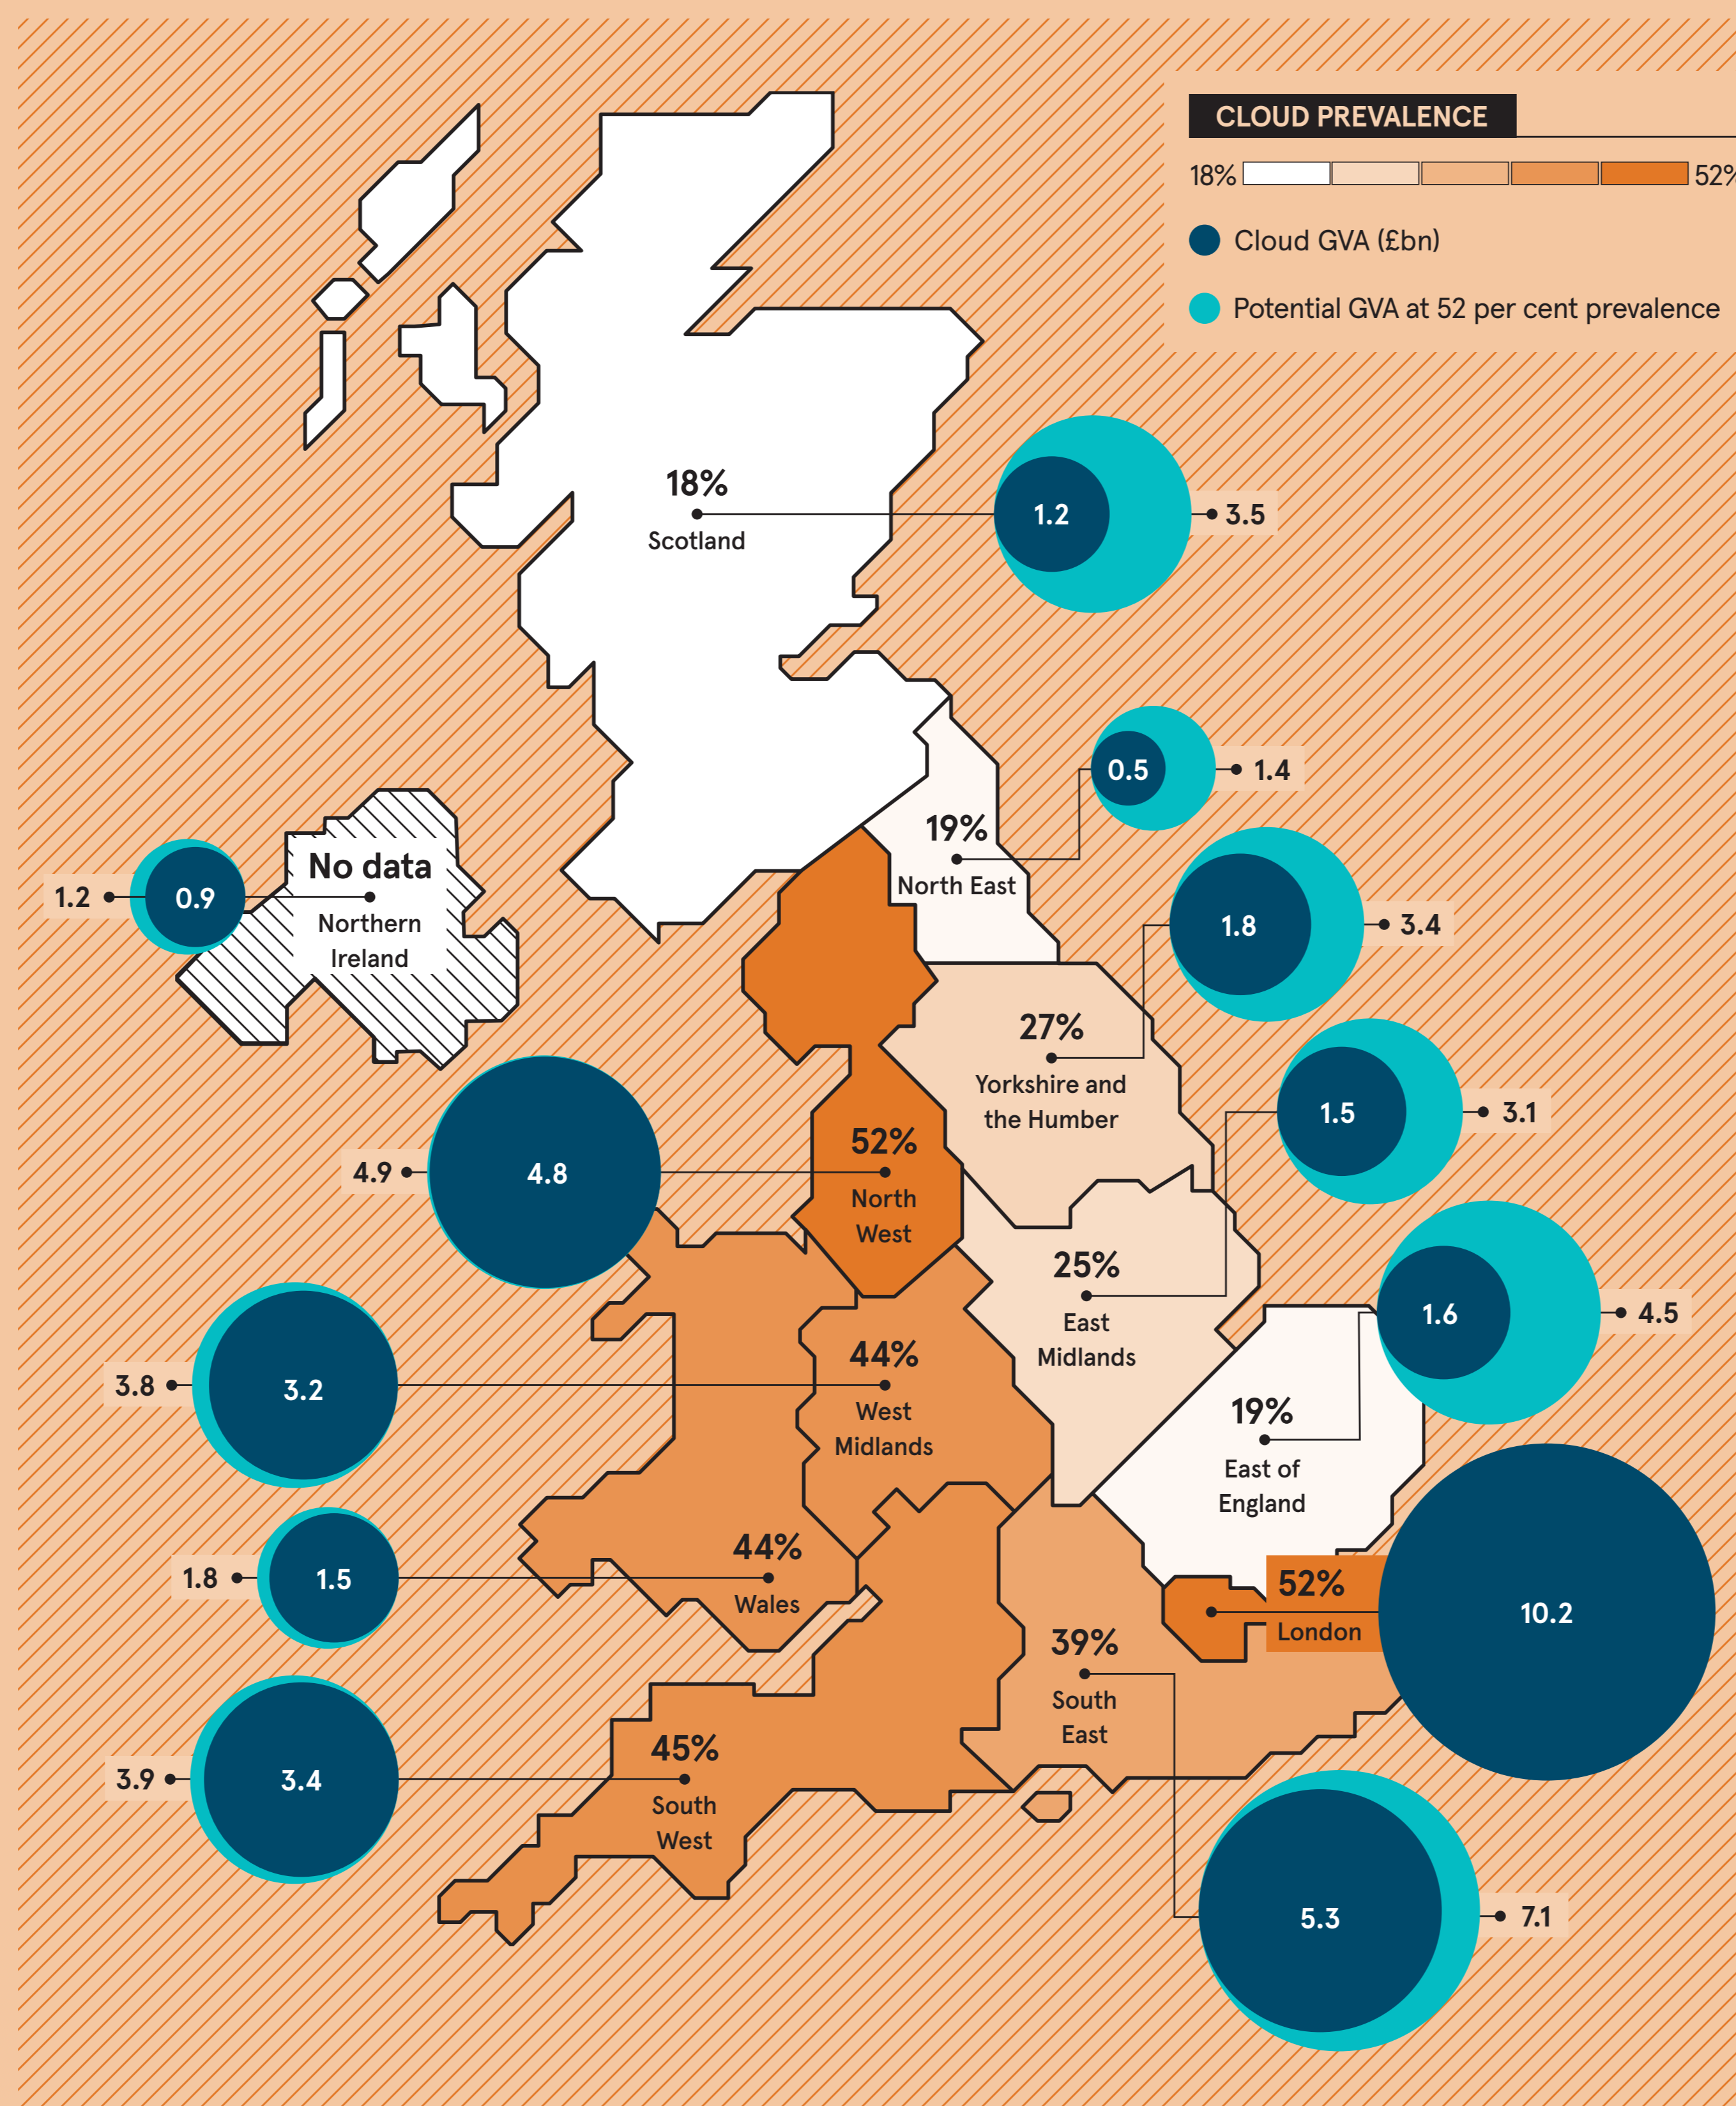 CLOUD PREVALENCE
18%
52%
Cloud GVA (£bn)
Potential GVA at 52 per cent prevalence
18%
Scotland
1.2
3.5
0.5
1.4
19%
North East
1.8
3.4
No data
Northern
Ireland
1.2
0.9
27%
Yorkshire and
the Humber
1.5
3.1
52%
North
West
4.9
4.8
25%
East
Midlands
1.6
4.5
44%
West
Midlands
3.8
3.2
19%
East of
England
44%
Wales
1.8
1.5
52%
London
10.2
39%
South
East
45%
South
West
3.9
3.4
5.3
7.1